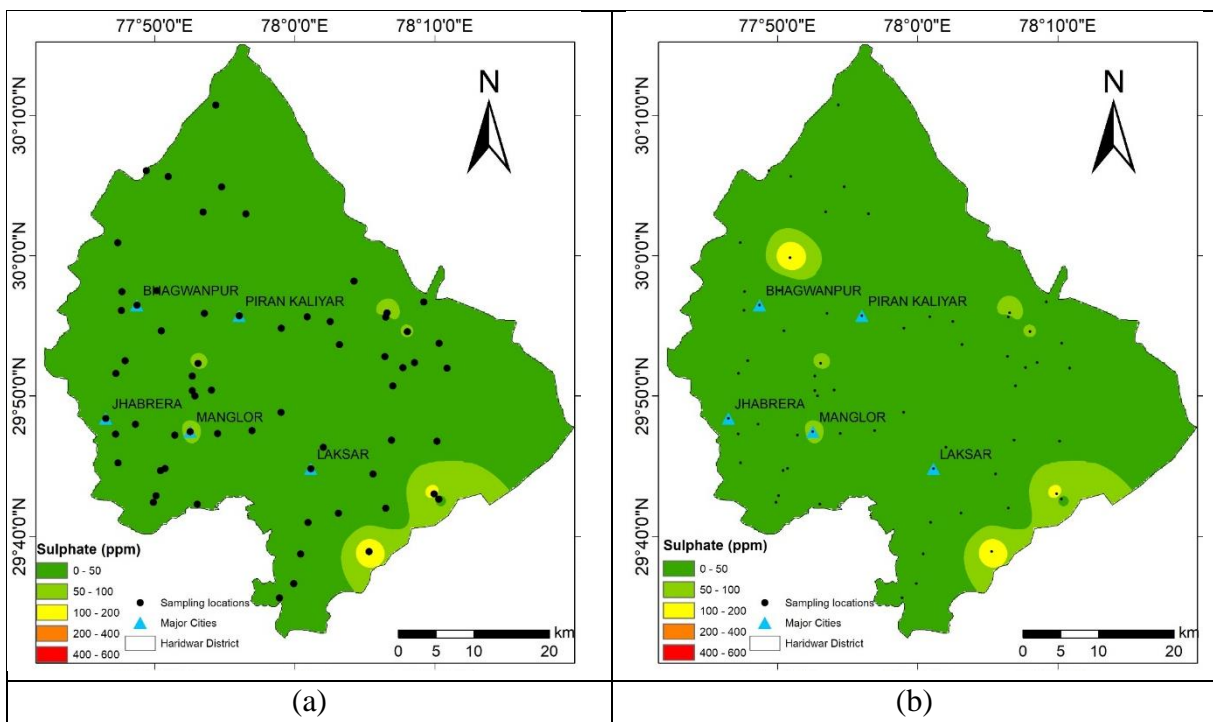 77°50'0"E 78°0'0"E 78°10'0"E
N
30°10'0"N
30°0'0"N
29°50'0"N
29°40'0"N
BHAGWANPUR
PIRAN KALIYAR
JHABRERA
MANGLOR
LAKSAR
Sulphate (ppm)
0 - 50
50 - 100
100 - 200
200 - 400
400 - 600
Sampling locations
Major Cities
Haridwar District
km
0 5 10 20
(a)
77°50'0"E 78°0'0"E 78°10'0"E
N
30°10'0"N
30°0'0"N
29°50'0"N
29°40'0"N
BHAGWANPUR
PIRAN KALIYAR
JHABRERA
MANGLOR
LAKSAR
Sulphate (ppm)
0 - 50
50 - 100
100 - 200
200 - 400
400 - 600
Sampling locations
Major Cities
Haridwar District
km
0 5 10 20
(b)